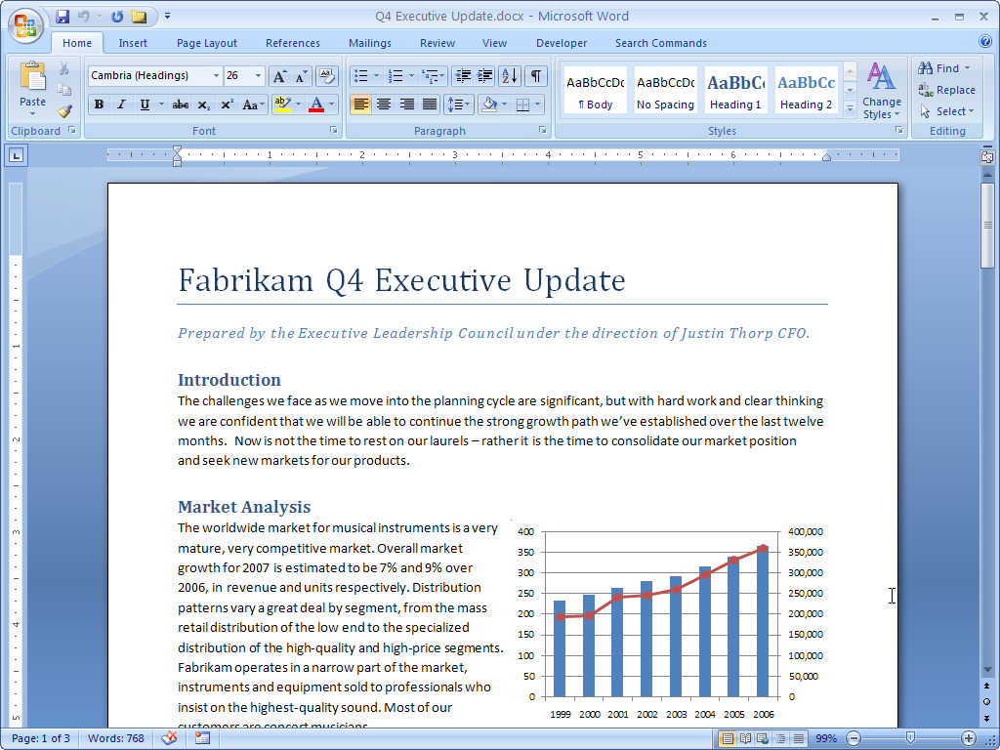 Q4 Executive Update.docx - Microsoft Word
Home Insert Page Layout References Mailings Review View Developer Search Commands
Paste
Clipboard
Cambria (Headings) 26
B I U abc X₂ X² Aa
Font
Paragraph
AaBbCcDc AaBbCcDc AaBbC AaBbCc
¶ Body No Spacing Heading 1 Heading 2
Change
Styles
Styles
Find
Replace
Select
Editing
1 2 3 4 5 6
Fabrikam Q4 Executive Update
Prepared by the Executive Leadership Council under the direction of Justin Thorp CFO.
Introduction
The challenges we face as we move into the planning cycle are significant, but with hard work and clear thinking
we are confident that we will be able to continue the strong growth path we've established over the last twelve
months.  Now is not the time to rest on our laurels – rather it is the time to consolidate our market position
and seek new markets for our products.
Market Analysis
The worldwide market for musical instruments is a very
mature, very competitive market. Overall market
growth for 2007 is estimated to be 7% and 9% over
2006, in revenue and units respectively. Distribution
patterns vary a great deal by segment, from the mass
retail distribution of the low end to the specialized
distribution of the high-quality and high-price segments.
Fabrikam operates in a narrow part of the market,
instruments and equipment sold to professionals who
insist on the highest-quality sound. Most of our
customers are concert musicians
400 400,000
350 350,000
300 300,000
250 250,000
200 200,000
150 150,000
100 100,000
50 50,000
0 0
1999 2000 2001 2002 2003 2004 2005 2006
Page: 1 of 3 Words: 768 99%